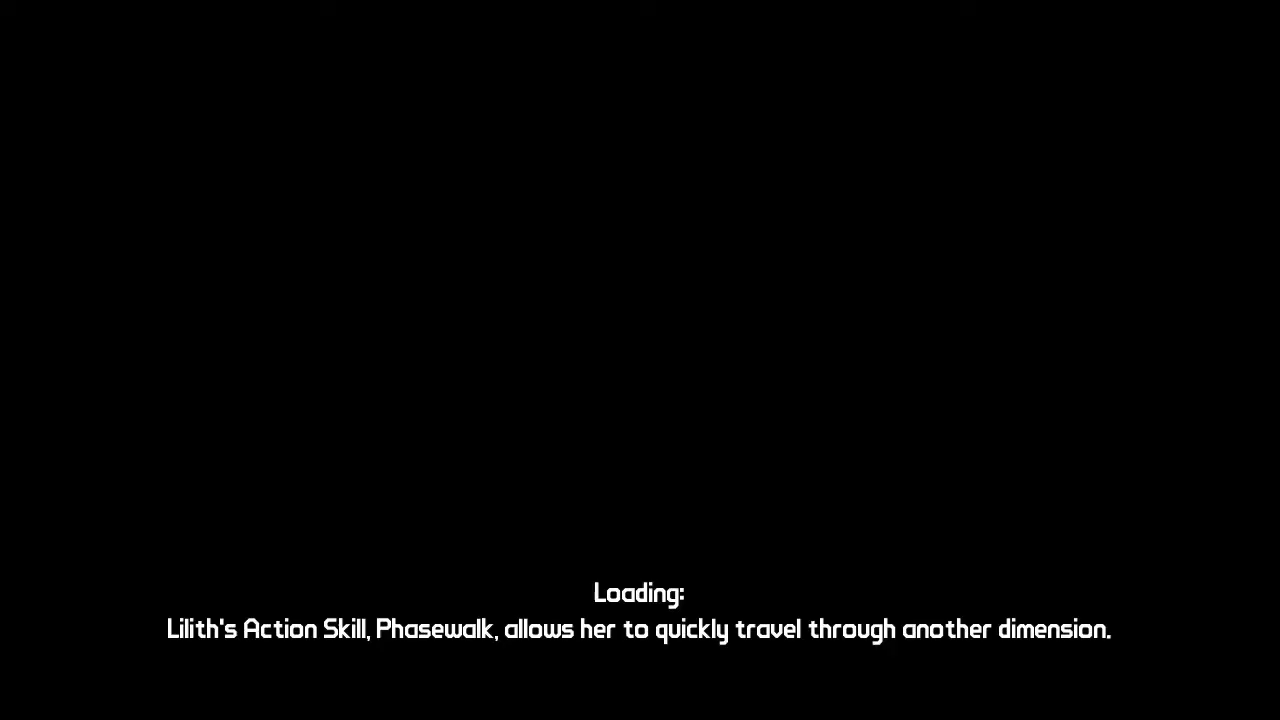 Loading:
Lilith's Action Skill, Phasewalk, allows her to quickly travel through another dimension.